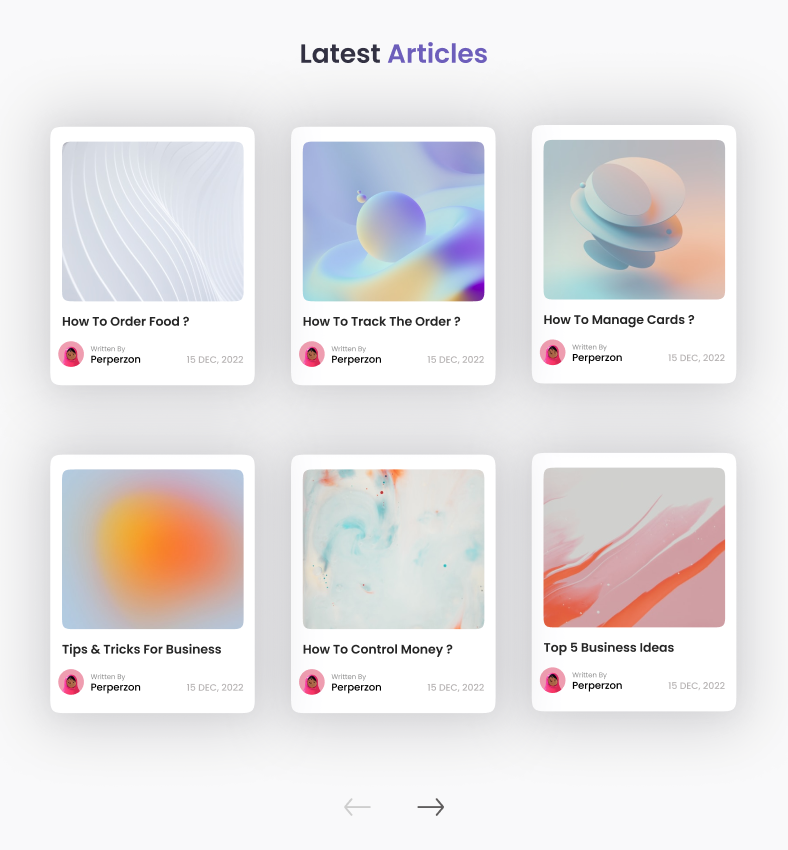 Latest Articles
How To Order Food ?
Written By
Perperzon
15 DEC, 2022
How To Track The Order ?
Written By
Perperzon
15 DEC, 2022
How To Manage Cards ?
Written By
Perperzon
15 DEC, 2022
Tips & Tricks For Business
Written By
Perperzon
15 DEC, 2022
How To Control Money ?
Written By
Perperzon
15 DEC, 2022
Top 5 Business Ideas
Written By
Perperzon
15 DEC, 2022